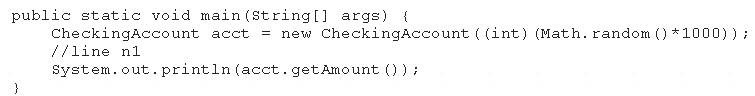 public static void main(String[] args) {
    CheckingAccount acct = new CheckingAccount((int)(Math.random()*1000));
    //line n1
    System.out.println(acct.getAmount());
}